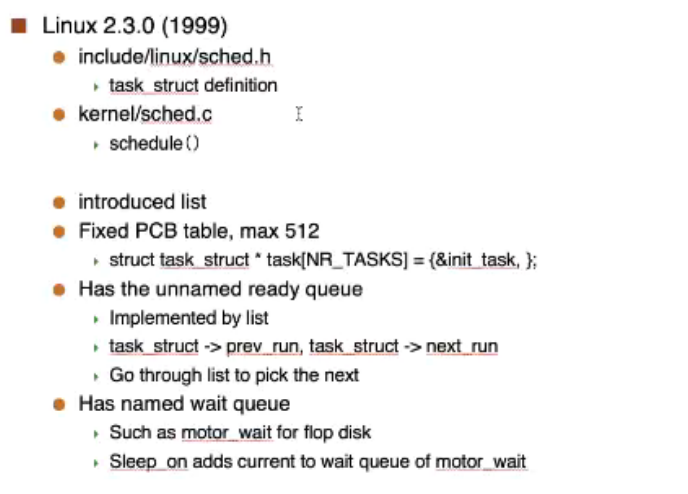 Linux 2.3.0 (1999)
include/linux/sched.h
task_struct definition
kernel/sched.c
schedule()
introduced list
Fixed PCB table, max 512
struct task_struct * task[NR_TASKS] = {&init_task, };
Has the unnamed ready queue
Implemented by list
task_struct -> prev_run, task_struct -> next_run
Go through list to pick the next
Has named wait queue
Such as motor_wait for flop disk
Sleep_on adds current to wait queue of motor_wait